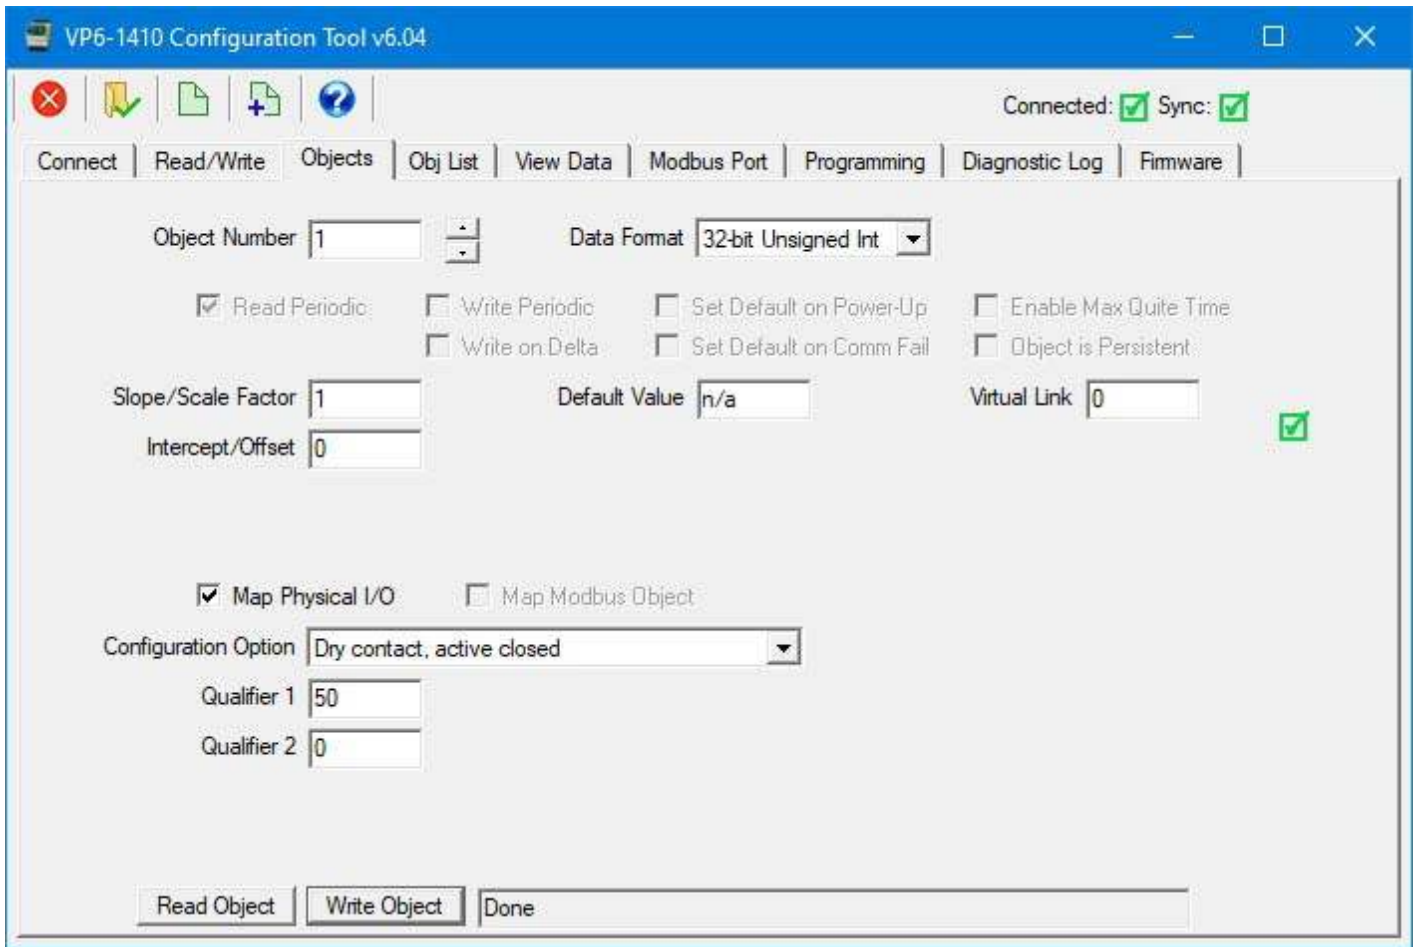 VP6-1410 Configuration Tool v6.04
Connected: Sync:
Connect Read/Write Objects Obj List View Data Modbus Port Programming Diagnostic Log Firmware
Object Number 1 Data Format 32-bit Unsigned Int
Read Periodic Write Periodic Set Default on Power-Up Enable Max Quite Time
Write on Delta Set Default on Comm Fail Object is Persistent
Slope/Scale Factor 1 Default Value n/a Virtual Link 0
Intercept/Offset 0
Map Physical I/O Map Modbus Object
Configuration Option Dry contact, active closed
Qualifier 1 50
Qualifier 2 0
Read Object Write Object Done